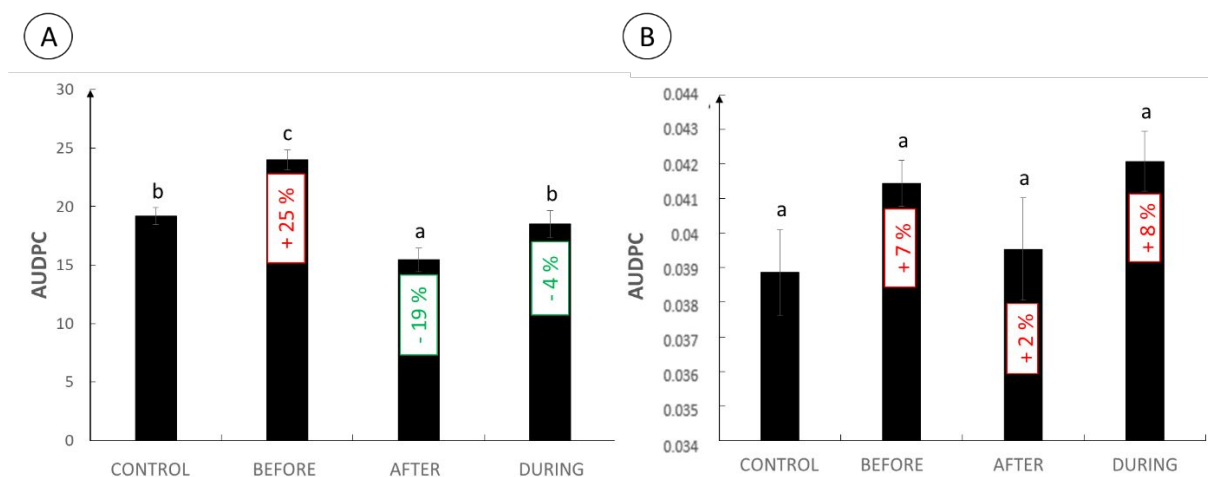 A
AUDPC
30
25
20
15
10
5
0
b
c
a
b
+ 25 %
- 19 %
- 4 %
CONTROL
BEFORE
AFTER
DURING
B
AUDPC
0.044
0.043
0.042
0.041
0.04
0.039
0.038
0.037
0.036
0.035
0.034
a
a
a
a
+ 7 %
+ 2 %
+ 8 %
CONTROL
BEFORE
AFTER
DURING